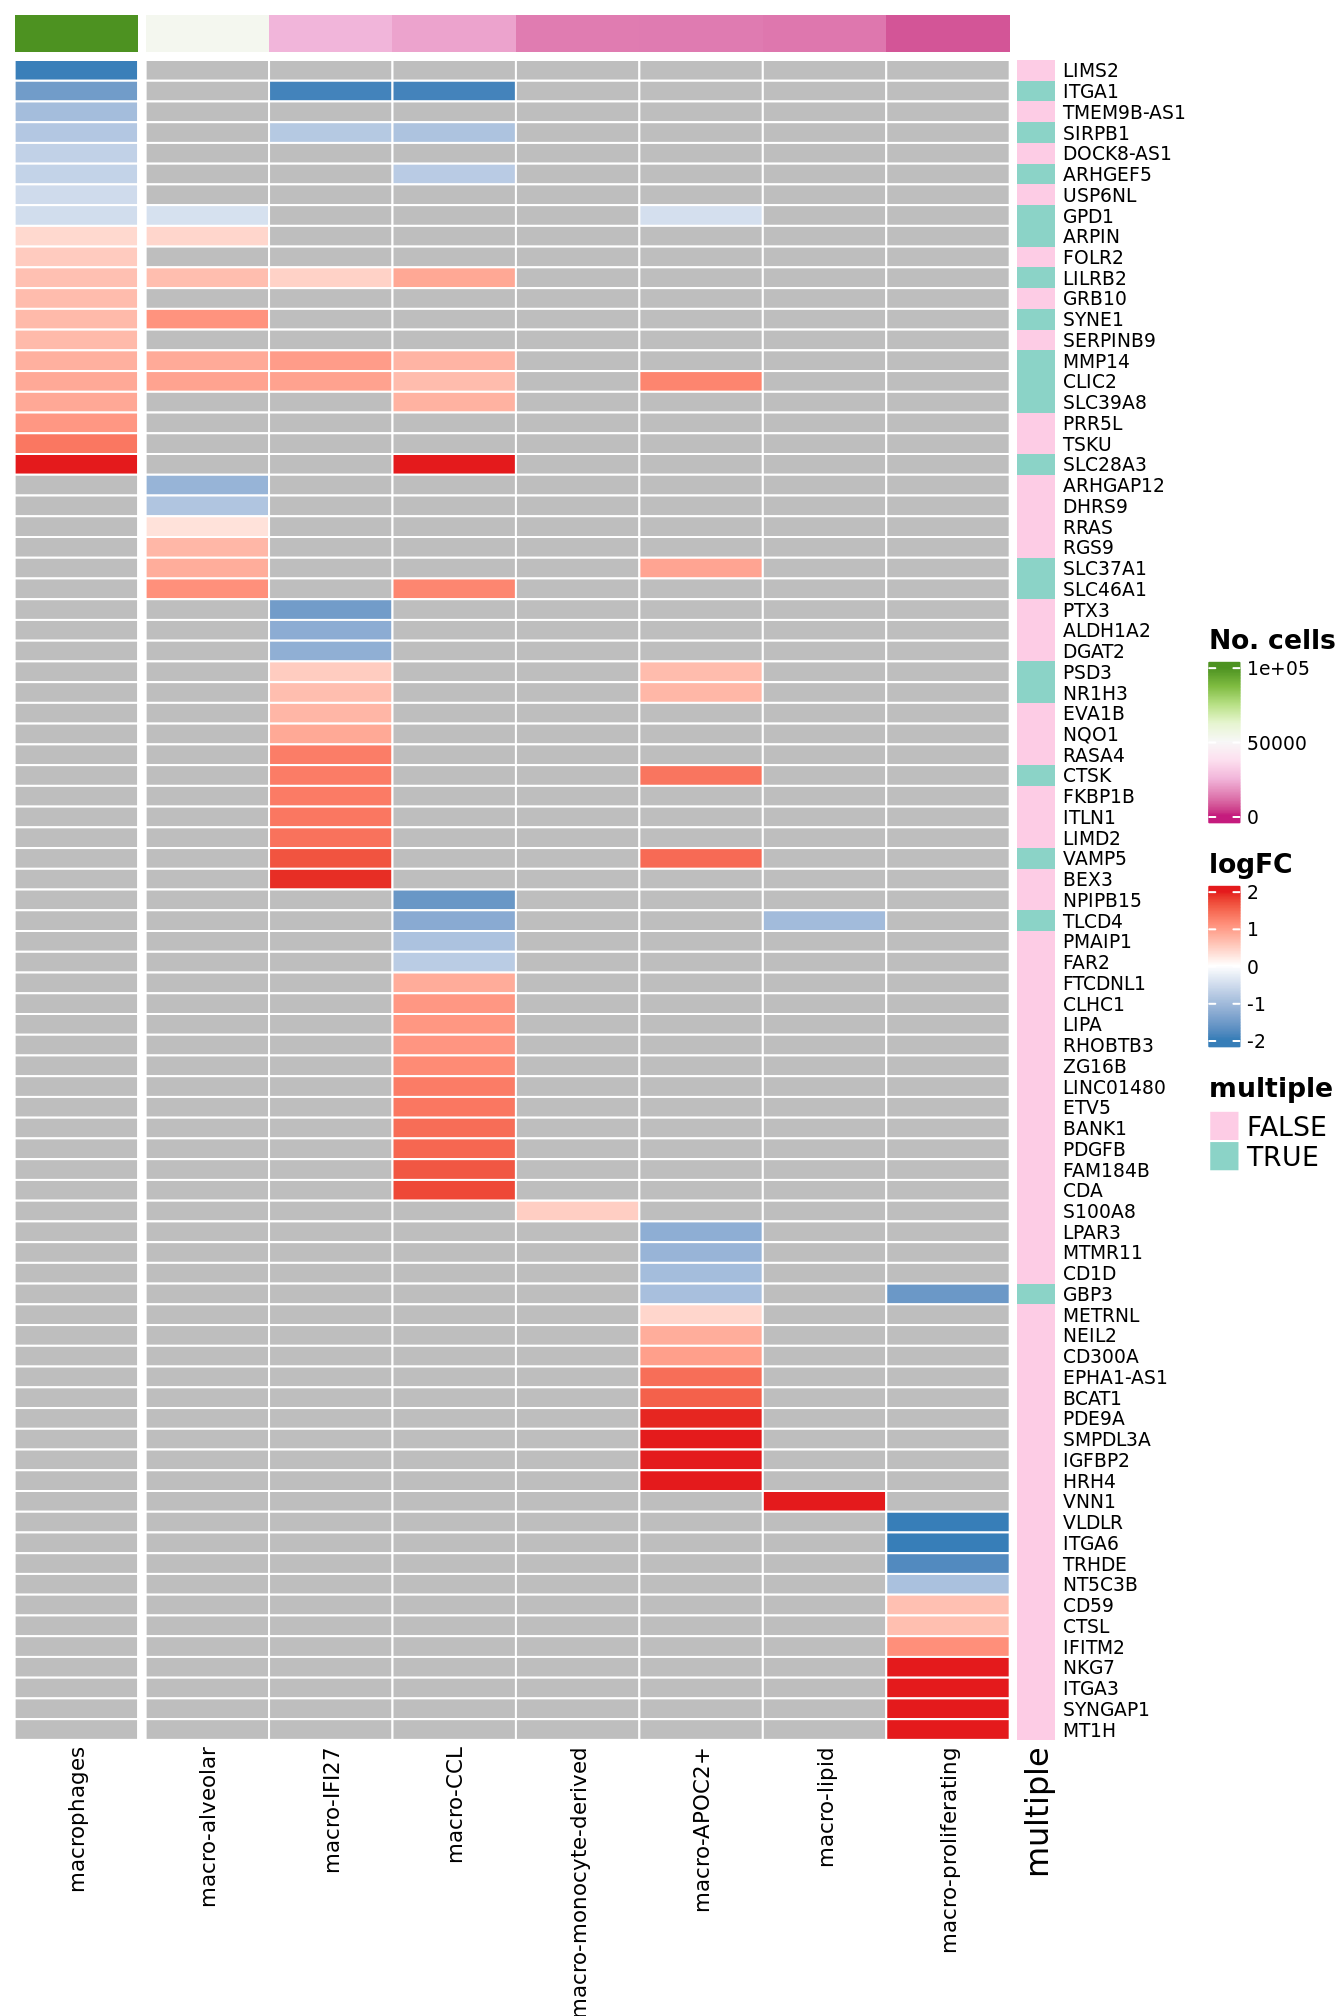 LIMS2
ITGA1
TMEM9B-AS1
SIRPB1
DOCK8-AS1
ARHGEF5
USP6NL
GPD1
ARPIN
FOLR2
LILRB2
GRB10
SYNE1
SERPINB9
MMP14
CLIC2
SLC39A8
PRR5L
TSKU
SLC28A3
ARHGAP12
DHRS9
RRAS
RGS9
SLC37A1
SLC46A1
PTX3
ALDH1A2
DGAT2
PSD3
NR1H3
EVA1B
NQO1
RASA4
CTSK
FKBP1B
ITLN1
LIMD2
VAMP5
BEX3
NPIPB15
TLCD4
PMAIP1
FAR2
FTCDNL1
CLHC1
LIPA
RHOBTB3
ZG16B
LINC01480
ETV5
BANK1
PDGFB
FAM184B
CDA
S100A8
LPAR3
MTMR11
CD1D
GBP3
METRNL
NEIL2
CD300A
EPHA1-AS1
BCAT1
PDE9A
SMPDL3A
IGFBP2
HRH4
VNN1
VLDLR
ITGA6
TRHDE
NT5C3B
CD59
CTSL
IFITM2
NKG7
ITGA3
SYNGAP1
MT1H
macrophages
macro-alveolar
macro-IFI27
macro-CCL
macro-monocyte-derived
macro-APOC2+
macro-lipid
macro-proliferating
multiple
No. cells
1e+05
50000
0
logFC
2
1
0
-1
-2
multiple
FALSE
TRUE